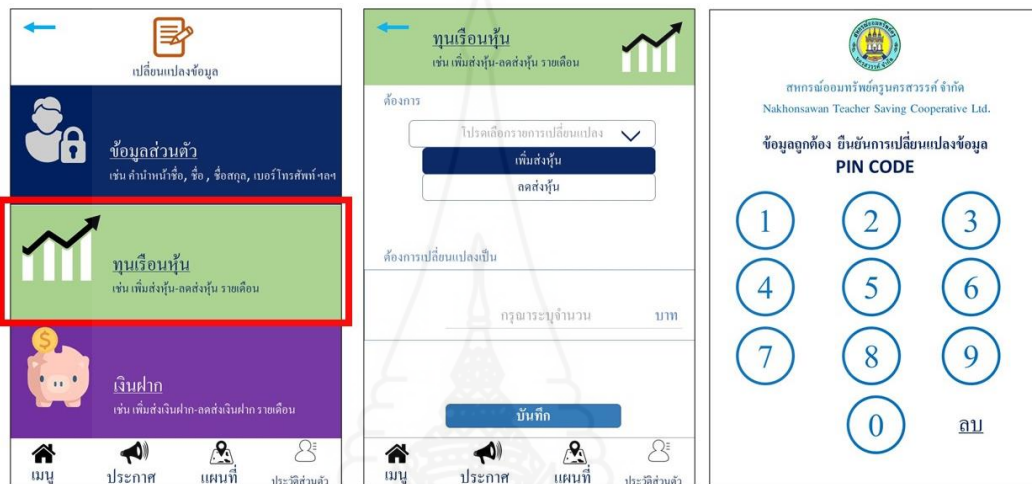 เปลี่ยนแปลงข้อมูล
ข้อมูลส่วนตัว
เช่น คำนำหน้าชื่อ, ชื่อ , ชื่อสกุล, เบอร์โทรศัพท์ ฯลฯ
ทุนเรือนหุ้น
เช่น เพิ่มส่งหุ้น-ลดส่งหุ้น รายเดือน
เงินฝาก
เช่น เพิ่มส่งเงินฝาก-ลดส่งเงินฝาก รายเดือน
เมนู ประกาศ แผนที่ ประวัติส่วนตัว
ทุนเรือนหุ้น
เช่น เพิ่มส่งหุ้น-ลดส่งหุ้น รายเดือน
ต้องการ
โปรดเลือกรายการเปลี่ยนแปลง
เพิ่มส่งหุ้น
ลดส่งหุ้น
ต้องการเปลี่ยนแปลงเป็น
กรุณาระบุจำนวน บาท
บันทึก
เมนู ประกาศ แผนที่ ประวัติส่วนตัว
สหกรณ์ออมทรัพย์ครูนครสวรรค์ จำกัด
Nakhonsawan Teacher Saving Cooperative Ltd.
ข้อมูลถูกต้อง ยืนยันการเปลี่ยนแปลงข้อมูล
PIN CODE
1 2 3
4 5 6
7 8 9
0 ลบ